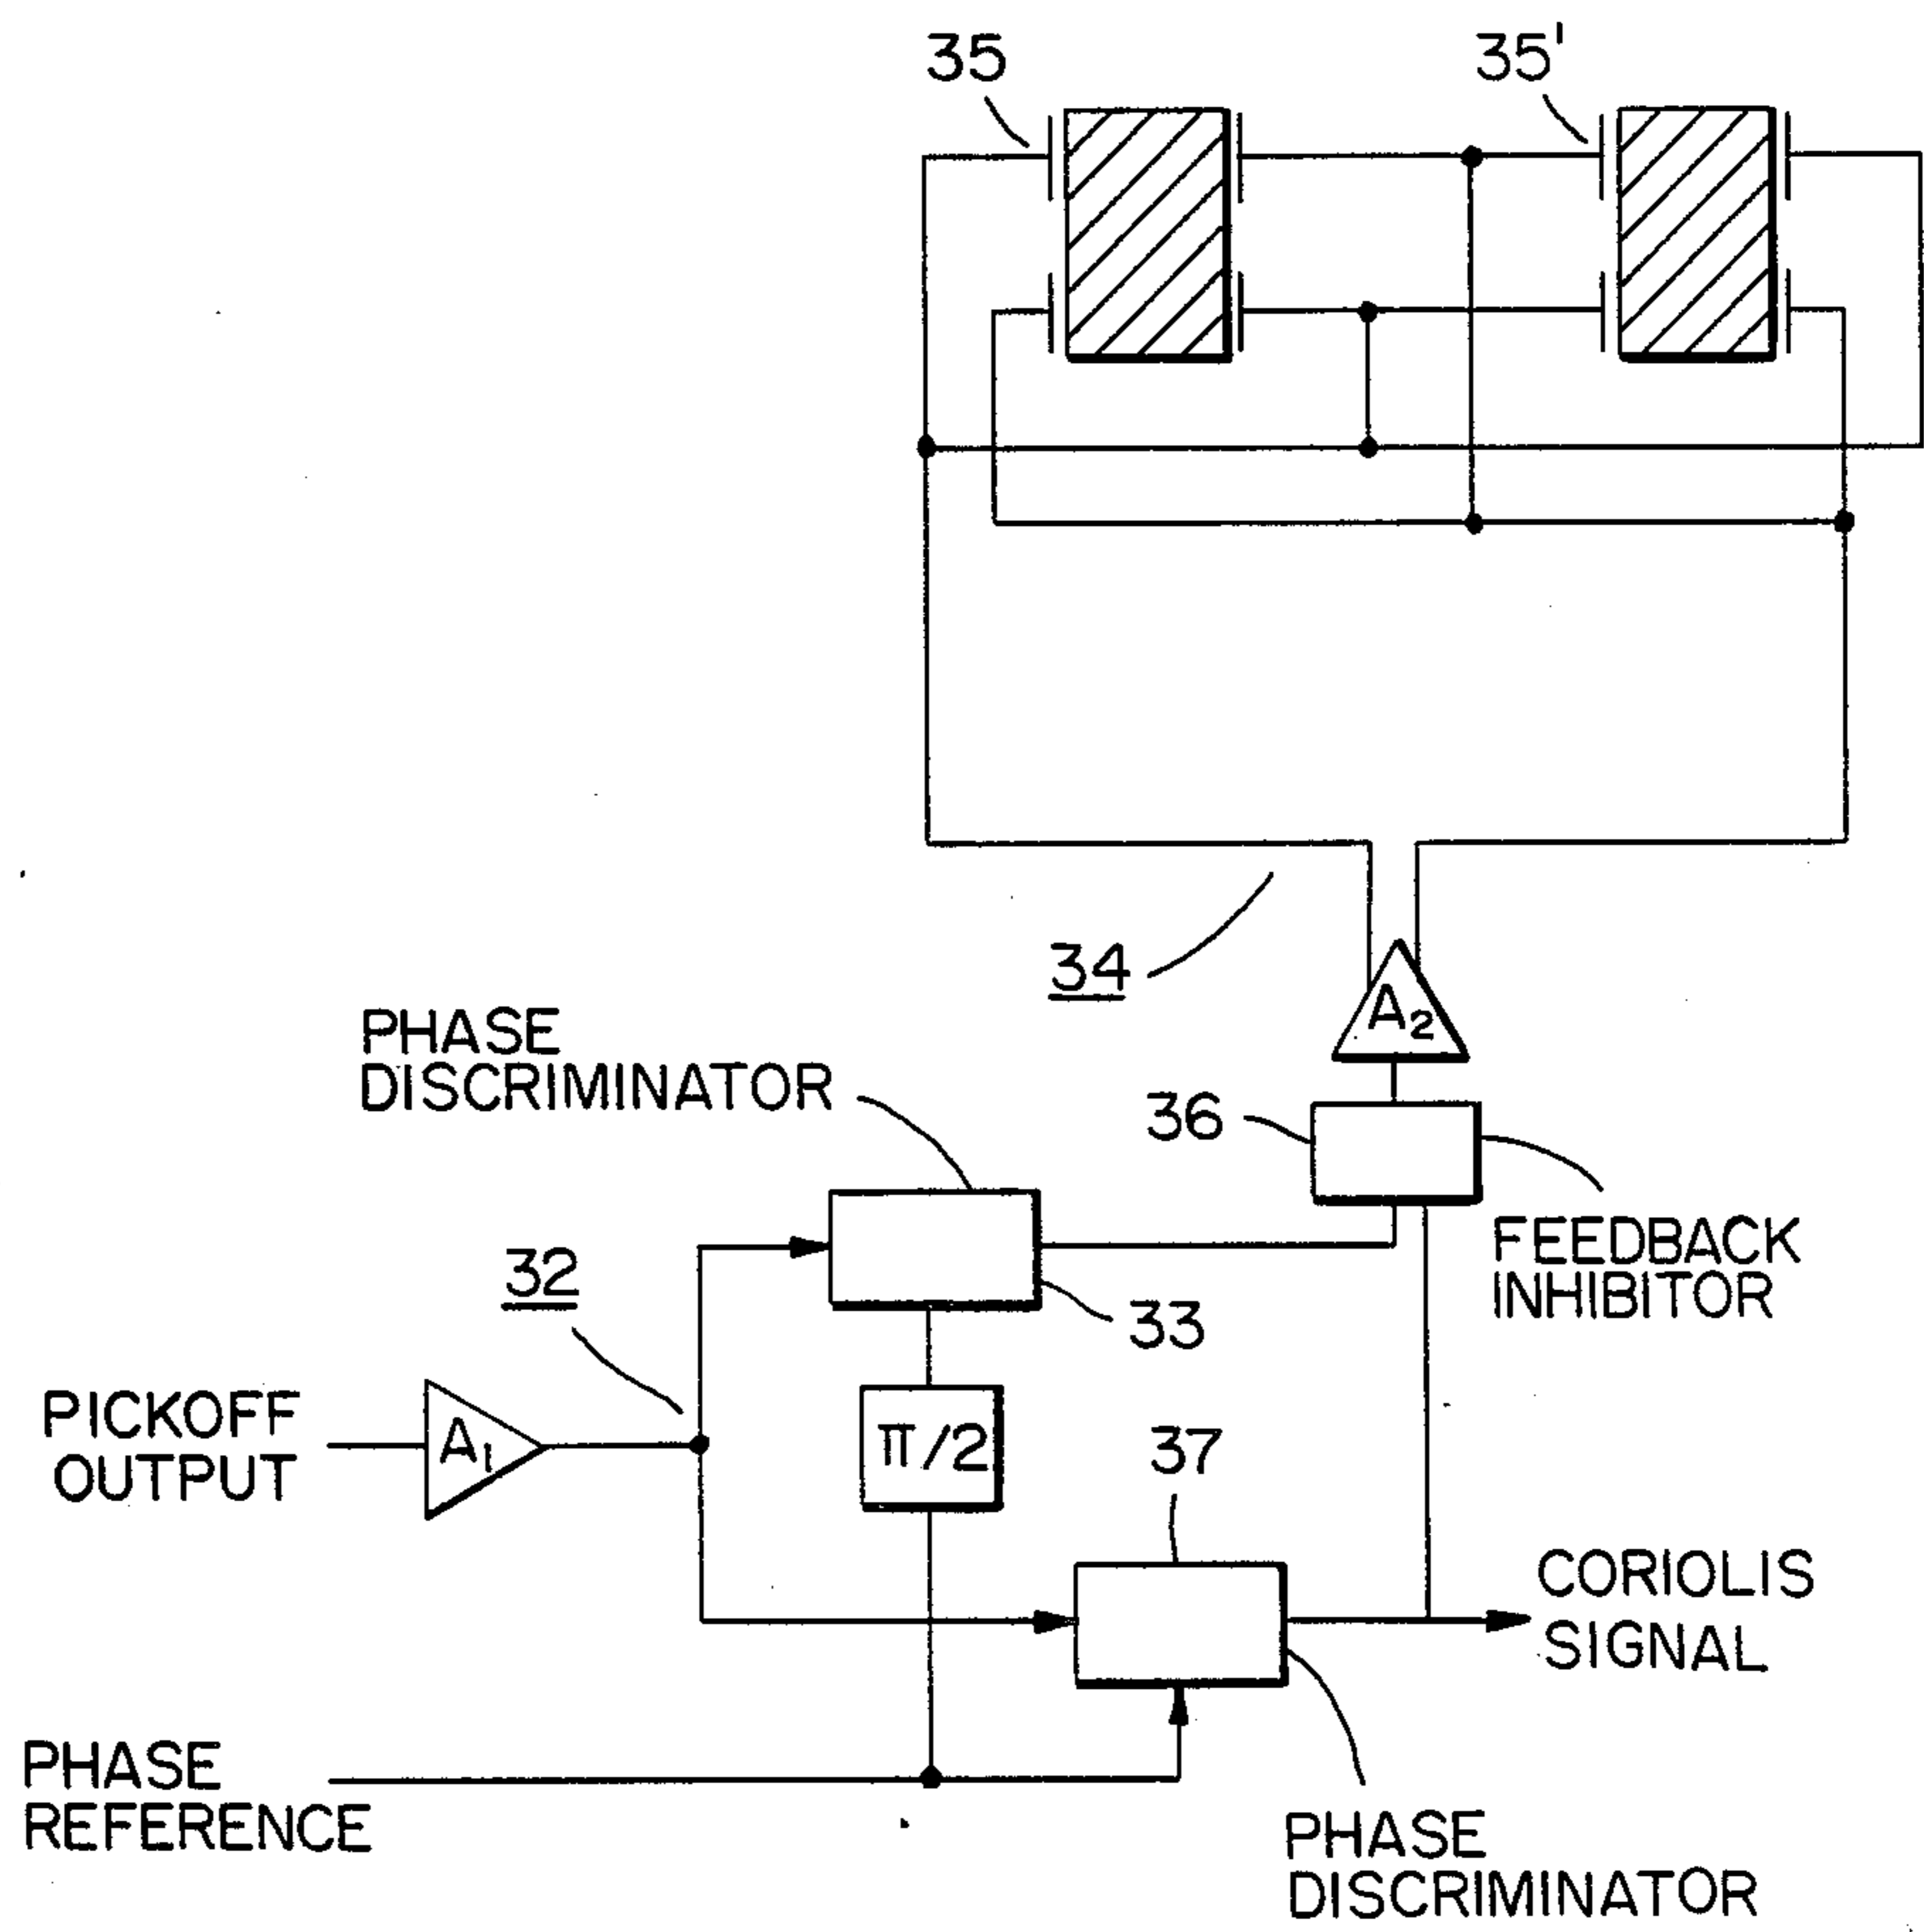 35
35'
34
A2
PHASE
DISCRIMINATOR
36
FEEDBACK
INHIBITOR
32
33
PICKOFF
OUTPUT
A1
π/2
37
CORIOLIS
SIGNAL
PHASE
REFERENCE
PHASE
DISCRIMINATOR